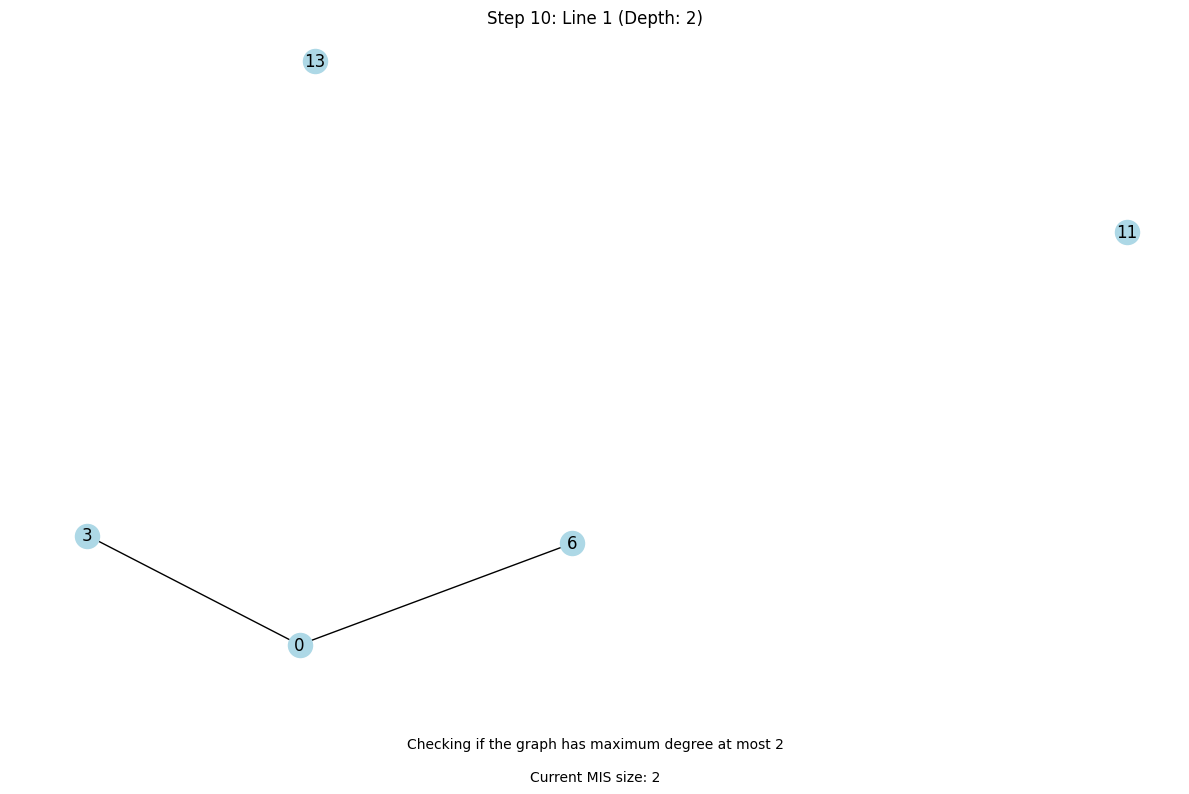 Step 10: Line 1 (Depth: 2)
13
11
3
6
0
Checking if the graph has maximum degree at most 2
Current MIS size: 2